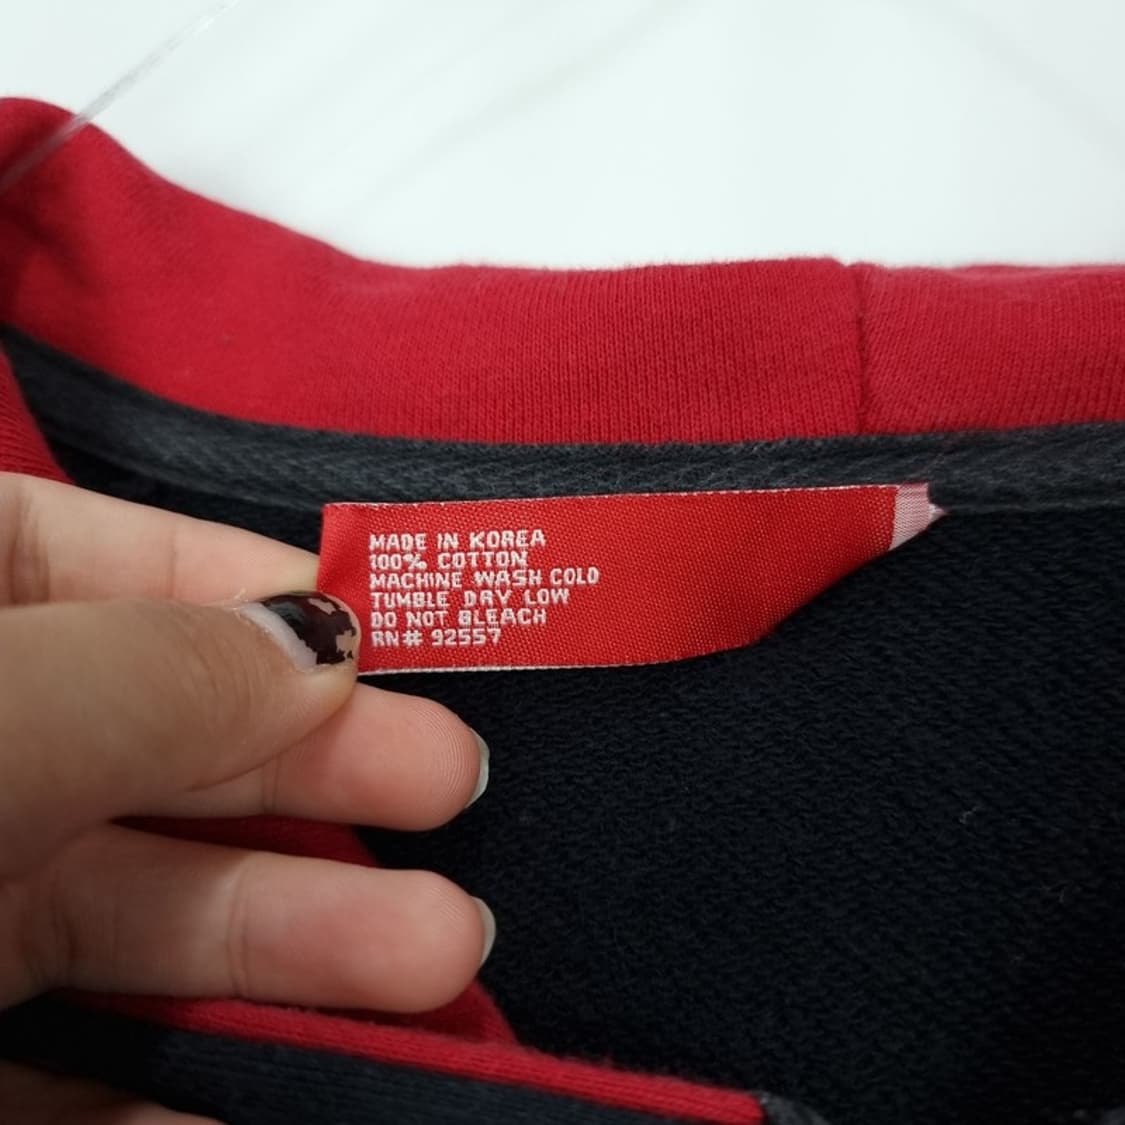 MADE IN KOREA
100% COTTON
MACHINE WASH COLD
TUMBLE DRY LOW
DO NOT BLEACH
RN# 92557